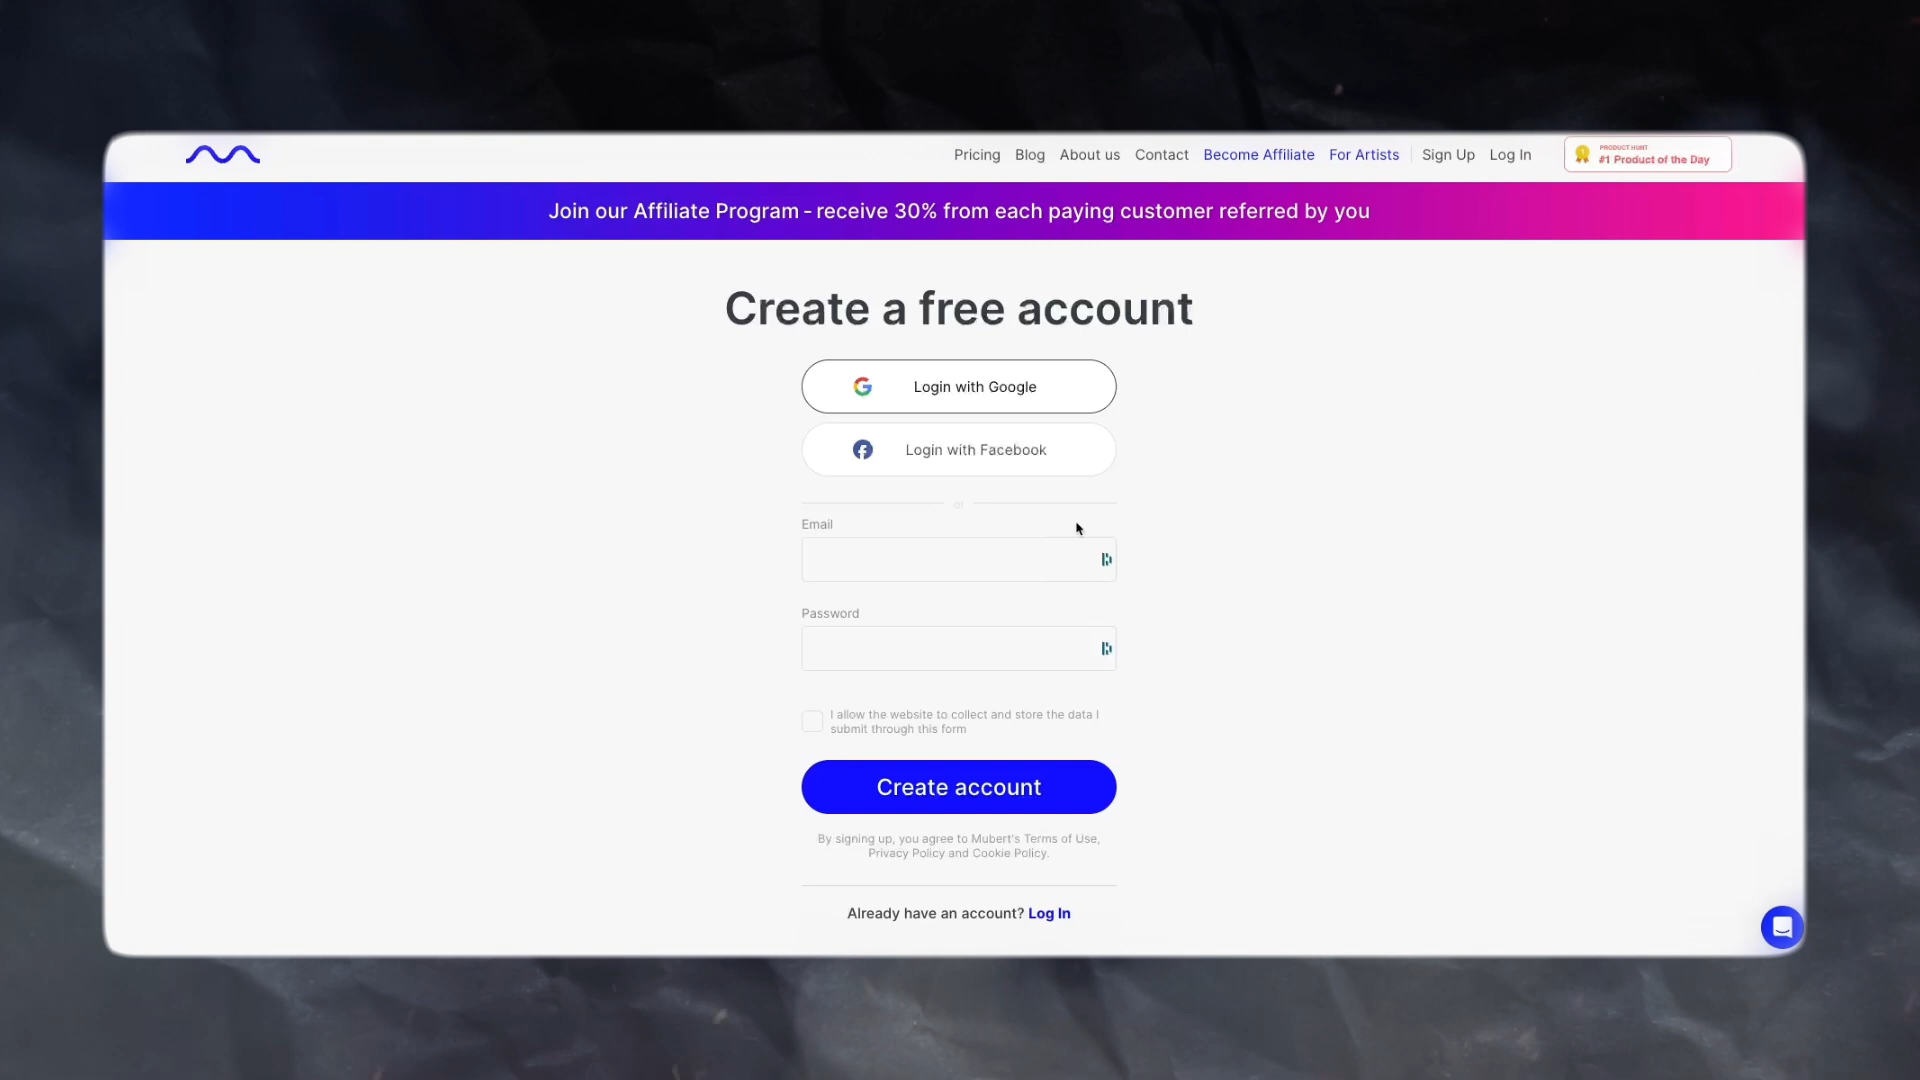 Pricing Blog About us Contact Become Affiliate For Artists Sign Up Log In
PRODUCT HUNT
#1 Product of the Day
Join our Affiliate Program - receive 30% from each paying customer referred by you
Create a free account
Login with Google
Login with Facebook
or
Email
Password
I allow the website to collect and store the data I
submit through this form
Create account
By signing up, you agree to Mubert's Terms of Use,
Privacy Policy and Cookie Policy.
Already have an account? Log In